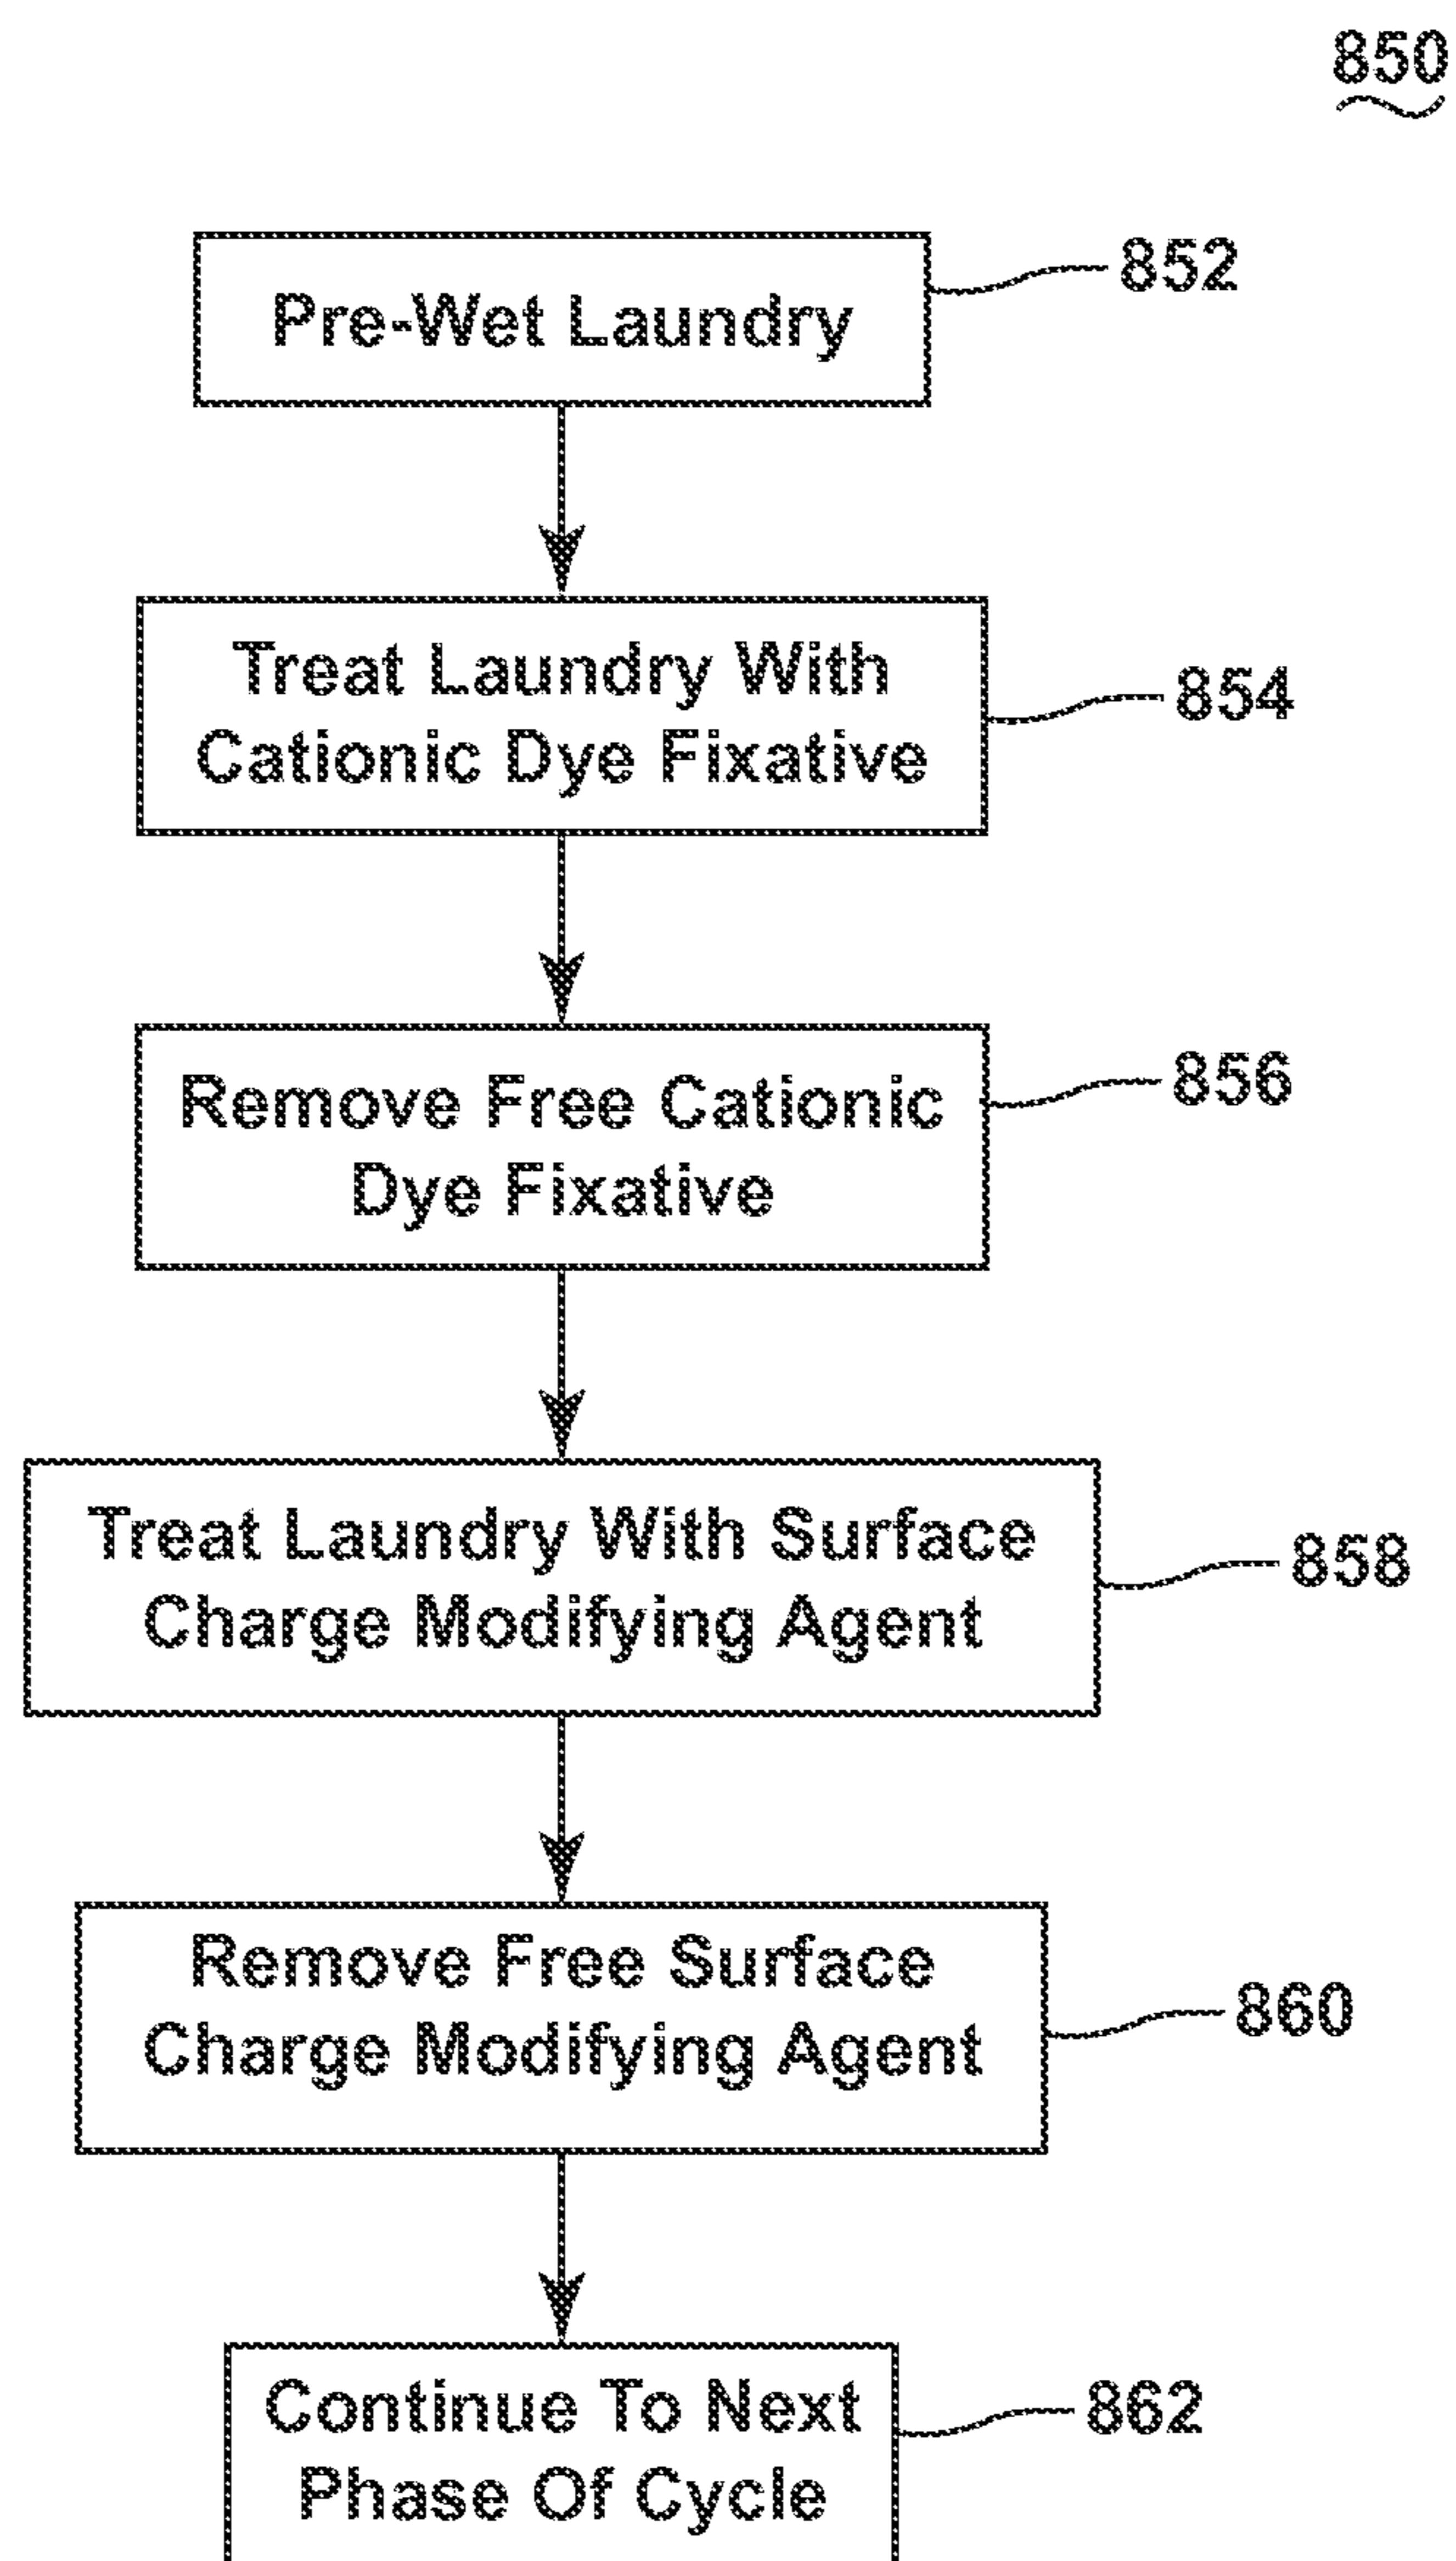 850
Pre-Wet Laundry
852
Treat Laundry With
Cationic Dye Fixative
854
Remove Free Cationic
Dye Fixative
856
Treat Laundry With Surface
Charge Modifying Agent
858
Remove Free Surface
Charge Modifying Agent
860
Continue To Next
Phase Of Cycle
862